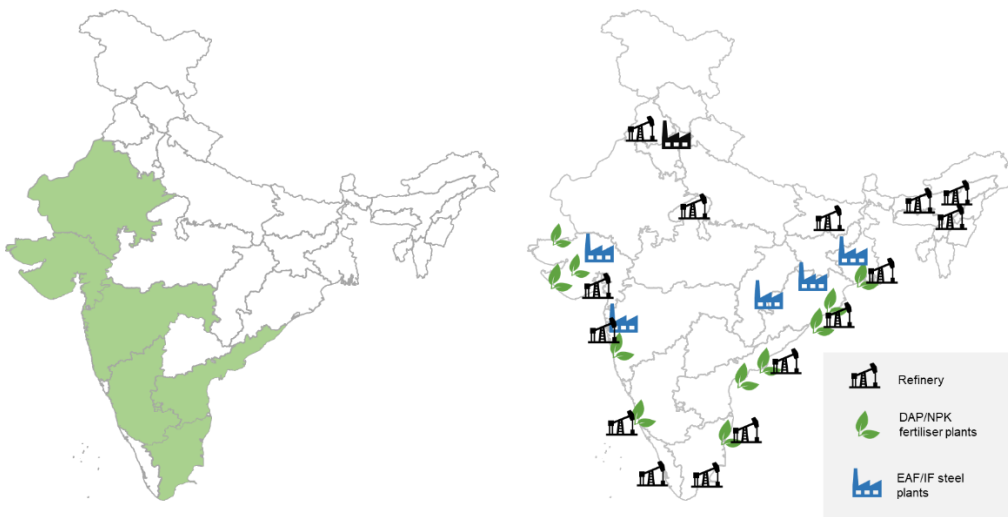 Refinery
DAP/NPK
fertiliser plants
EAF/IF steel
plants